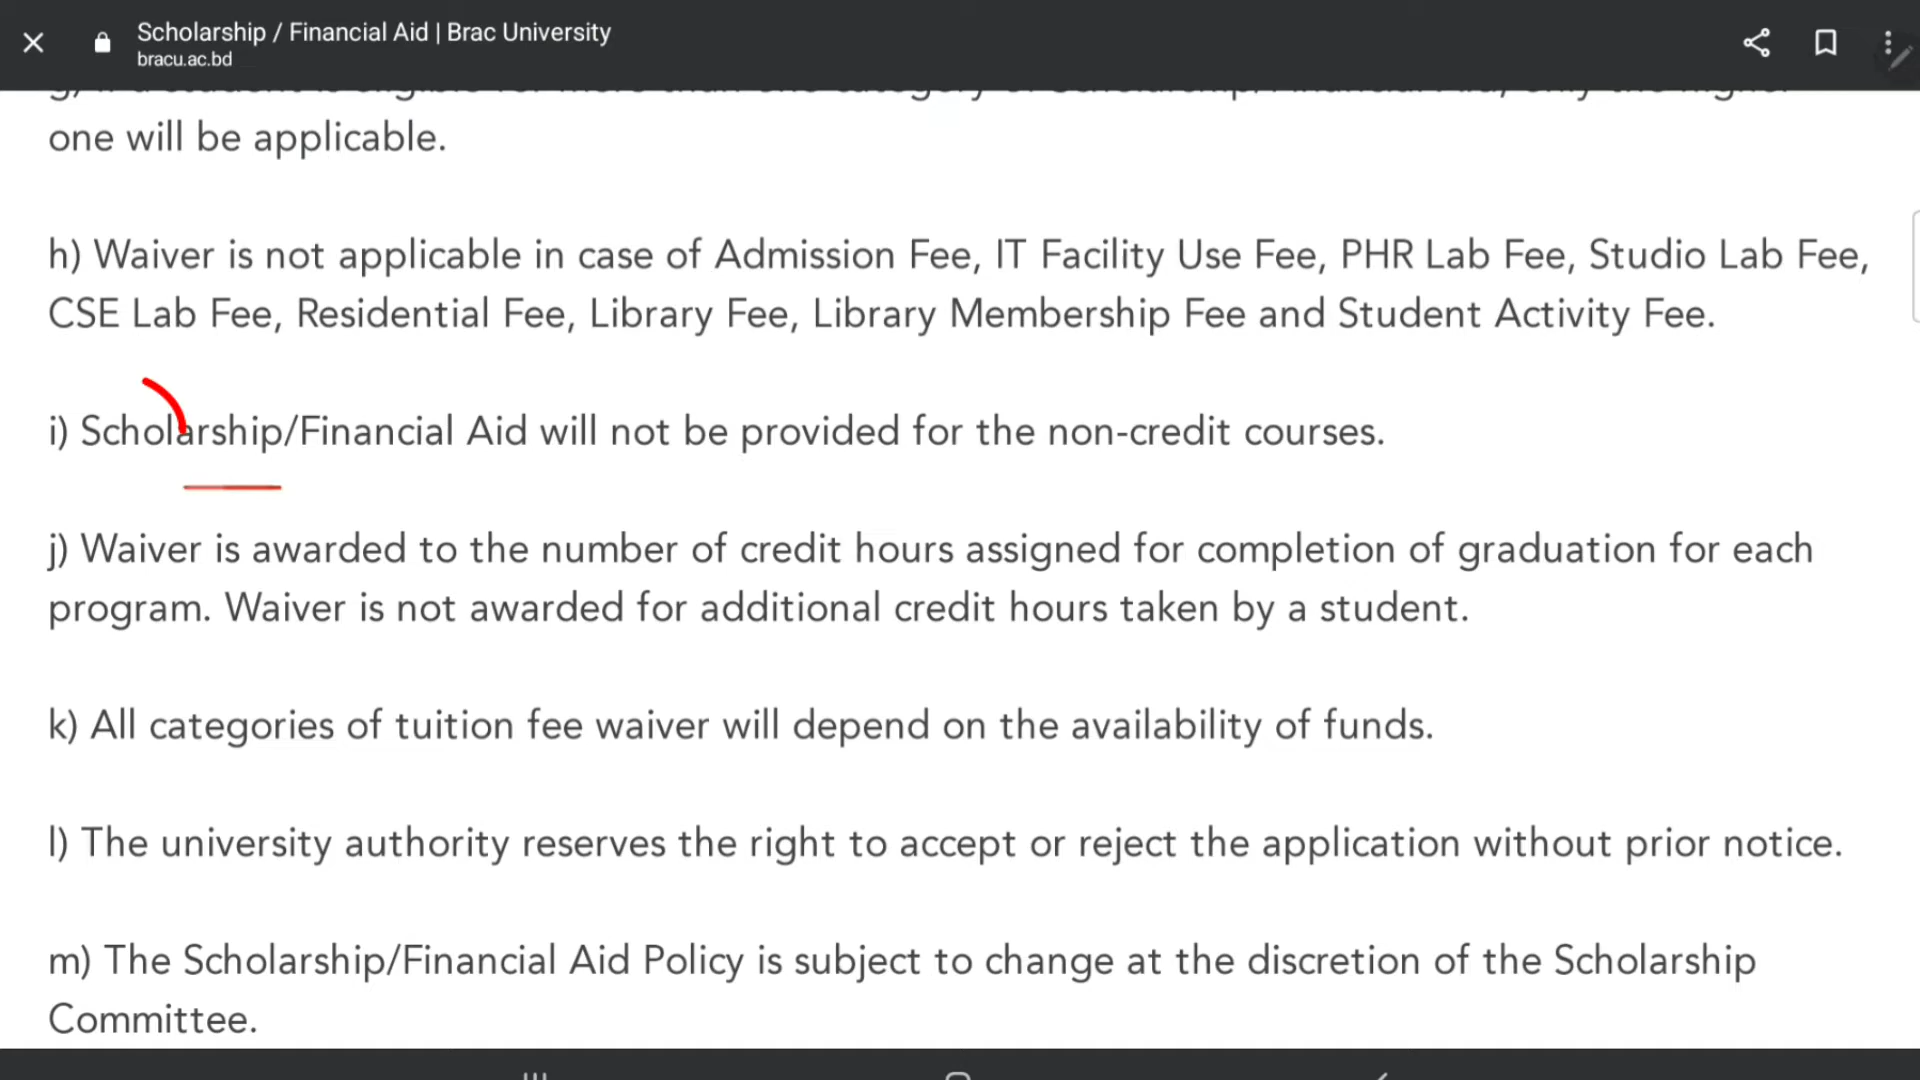 Scholarship / Financial Aid | Brac University
bracu.ac.bd
one will be applicable.
h) Waiver is not applicable in case of Admission Fee, IT Facility Use Fee, PHR Lab Fee, Studio Lab Fee,
CSE Lab Fee, Residential Fee, Library Fee, Library Membership Fee and Student Activity Fee.
i) Scholarship/Financial Aid will not be provided for the non-credit courses.
j) Waiver is awarded to the number of credit hours assigned for completion of graduation for each
program. Waiver is not awarded for additional credit hours taken by a student.
k) All categories of tuition fee waiver will depend on the availability of funds.
l) The university authority reserves the right to accept or reject the application without prior notice.
m) The Scholarship/Financial Aid Policy is subject to change at the discretion of the Scholarship
Committee.